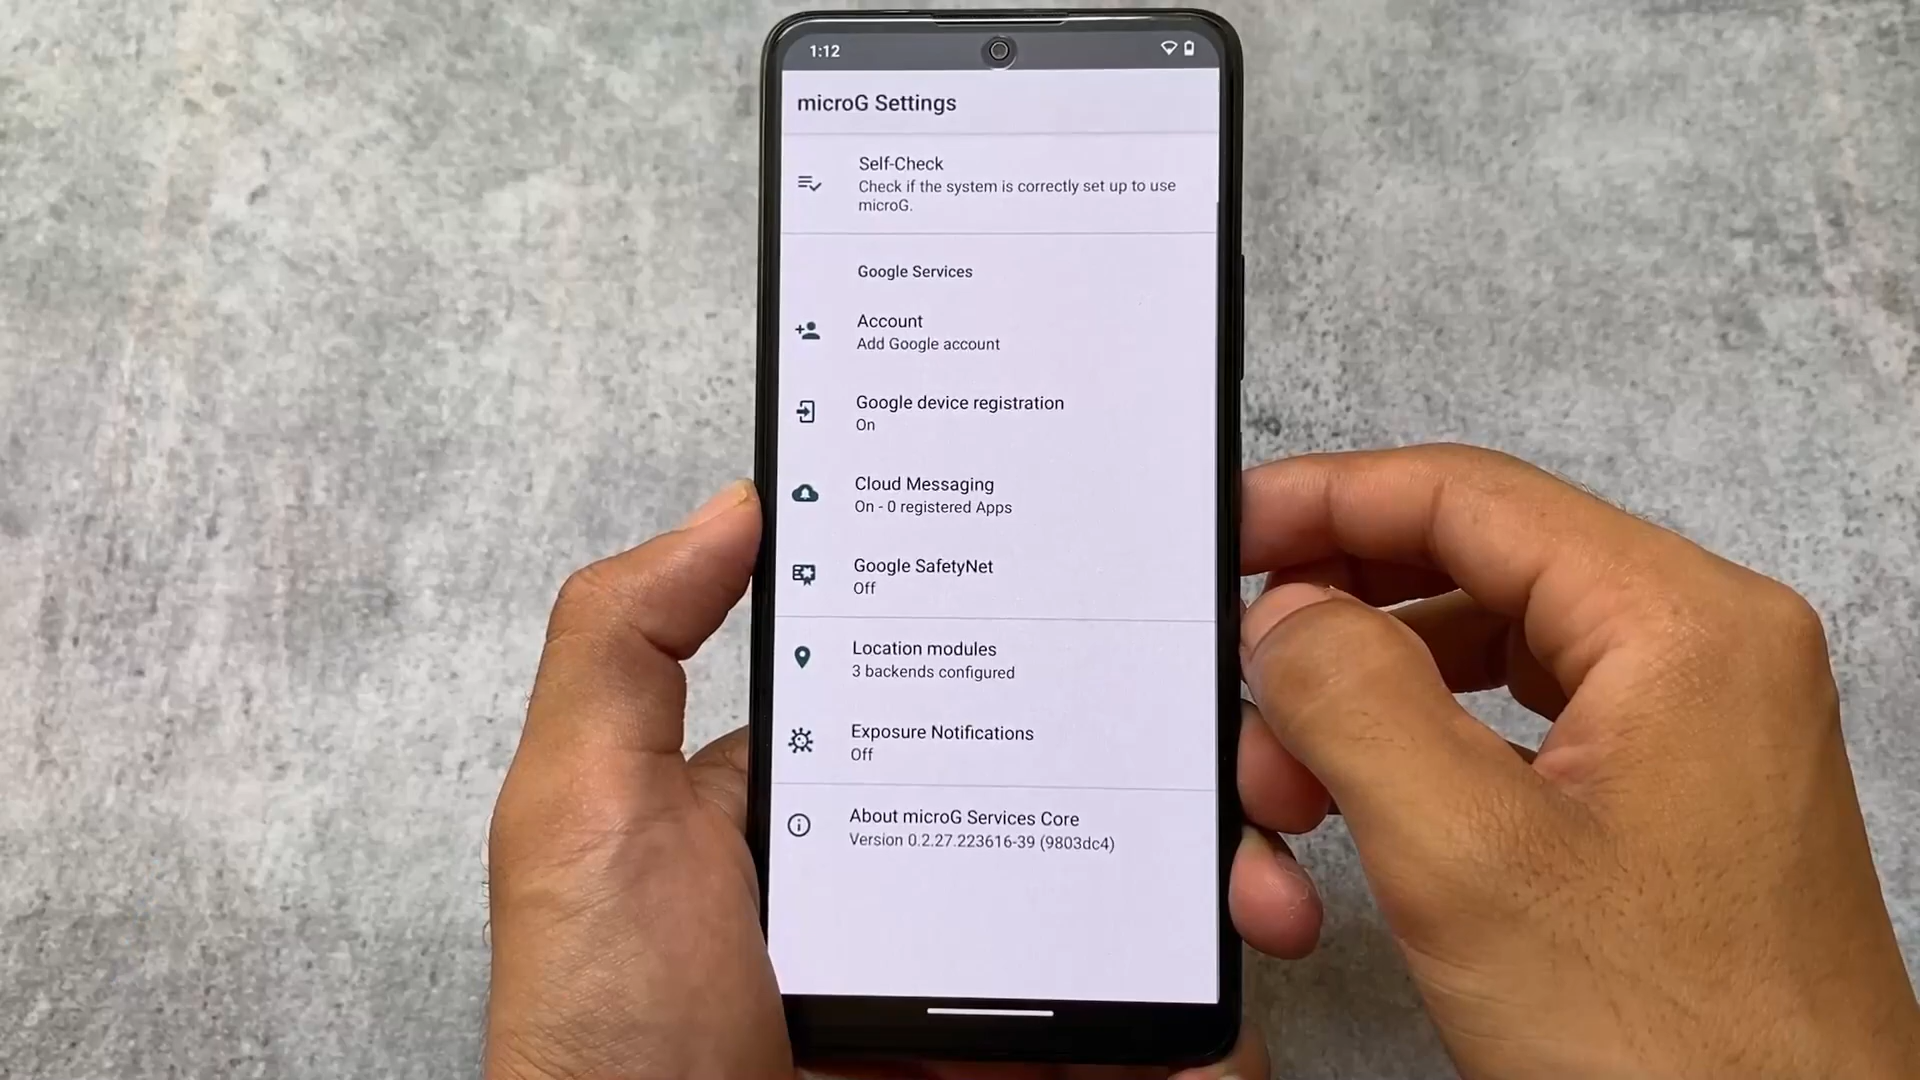 1:12
microG Settings
Self-Check
Check if the system is correctly set up to use
microG.
Google Services
Account
Add Google account
Google device registration
On
Cloud Messaging
On - 0 registered Apps
Google SafetyNet
Off
Location modules
3 backends configured
Exposure Notifications
Off
About microG Services Core
Version 0.2.27.223616-39 (9803dc4)